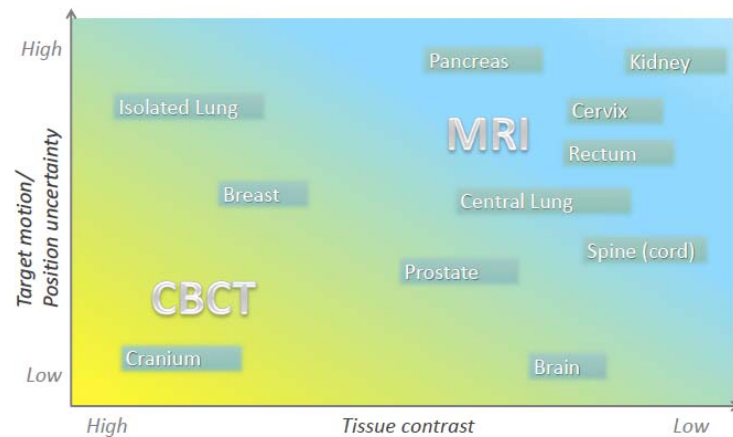 High
Pancreas
Kidney
Isolated Lung
Cervix
MRI
Rectum
Breast
Central Lung
Target motion/
Position uncertainty
Spine (cord)
Prostate
CBCT
Cranium
Brain
Low
High
Tissue contrast
Low